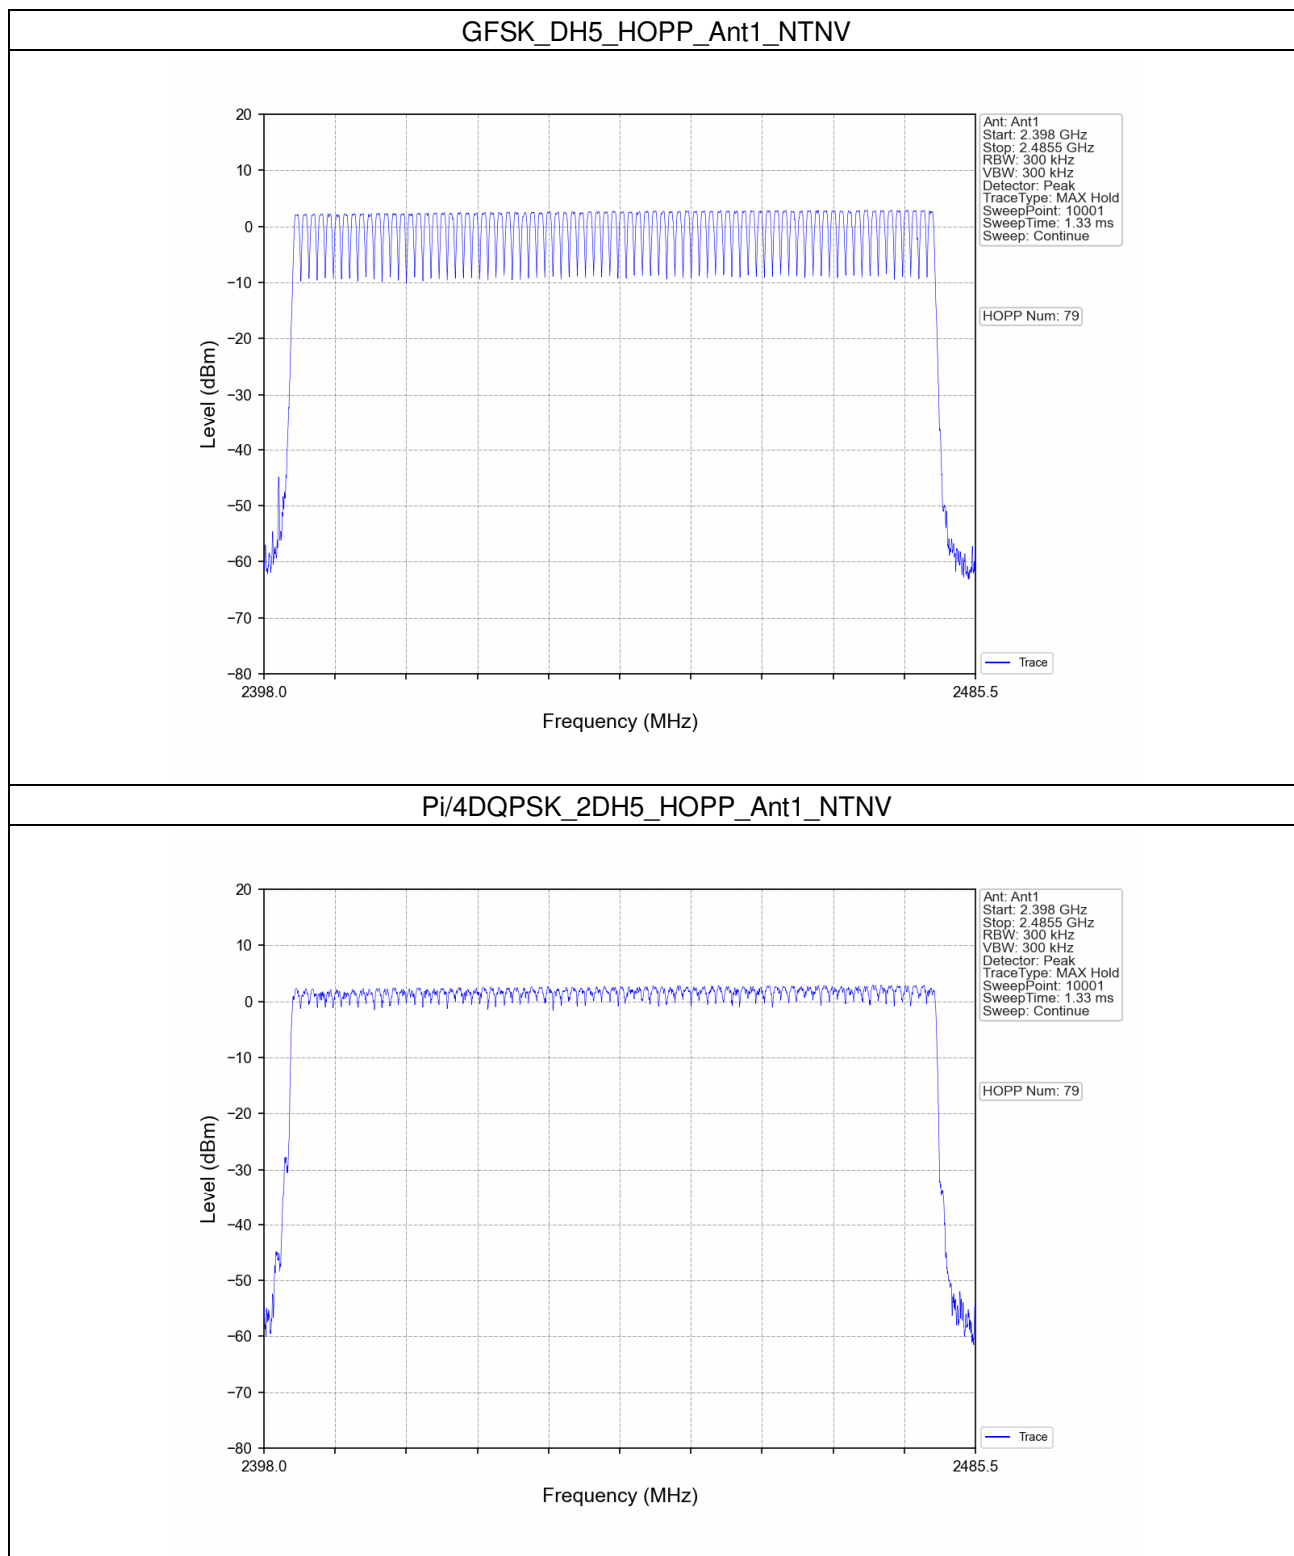 GFSK_DH5_HOPP_Ant1_NTNV
20
10
0
−10
−20
−30
−40
−50
−60
−70
−80
Level (dBm)
2398.0
2485.5
Frequency (MHz)
Ant: Ant1
Start: 2.398 GHz
Stop: 2.4855 GHz
RBW: 300 kHz
VBW: 300 kHz
Detector: Peak
TraceType: MAX Hold
SweepPoint: 10001
SweepTime: 1.33 ms
Sweep: Continue
HOPP Num: 79
Trace
Pi/4DQPSK_2DH5_HOPP_Ant1_NTNV
20
10
0
−10
−20
−30
−40
−50
−60
−70
−80
Level (dBm)
2398.0
2485.5
Frequency (MHz)
Ant: Ant1
Start: 2.398 GHz
Stop: 2.4855 GHz
RBW: 300 kHz
VBW: 300 kHz
Detector: Peak
TraceType: MAX Hold
SweepPoint: 10001
SweepTime: 1.33 ms
Sweep: Continue
HOPP Num: 79
Trace